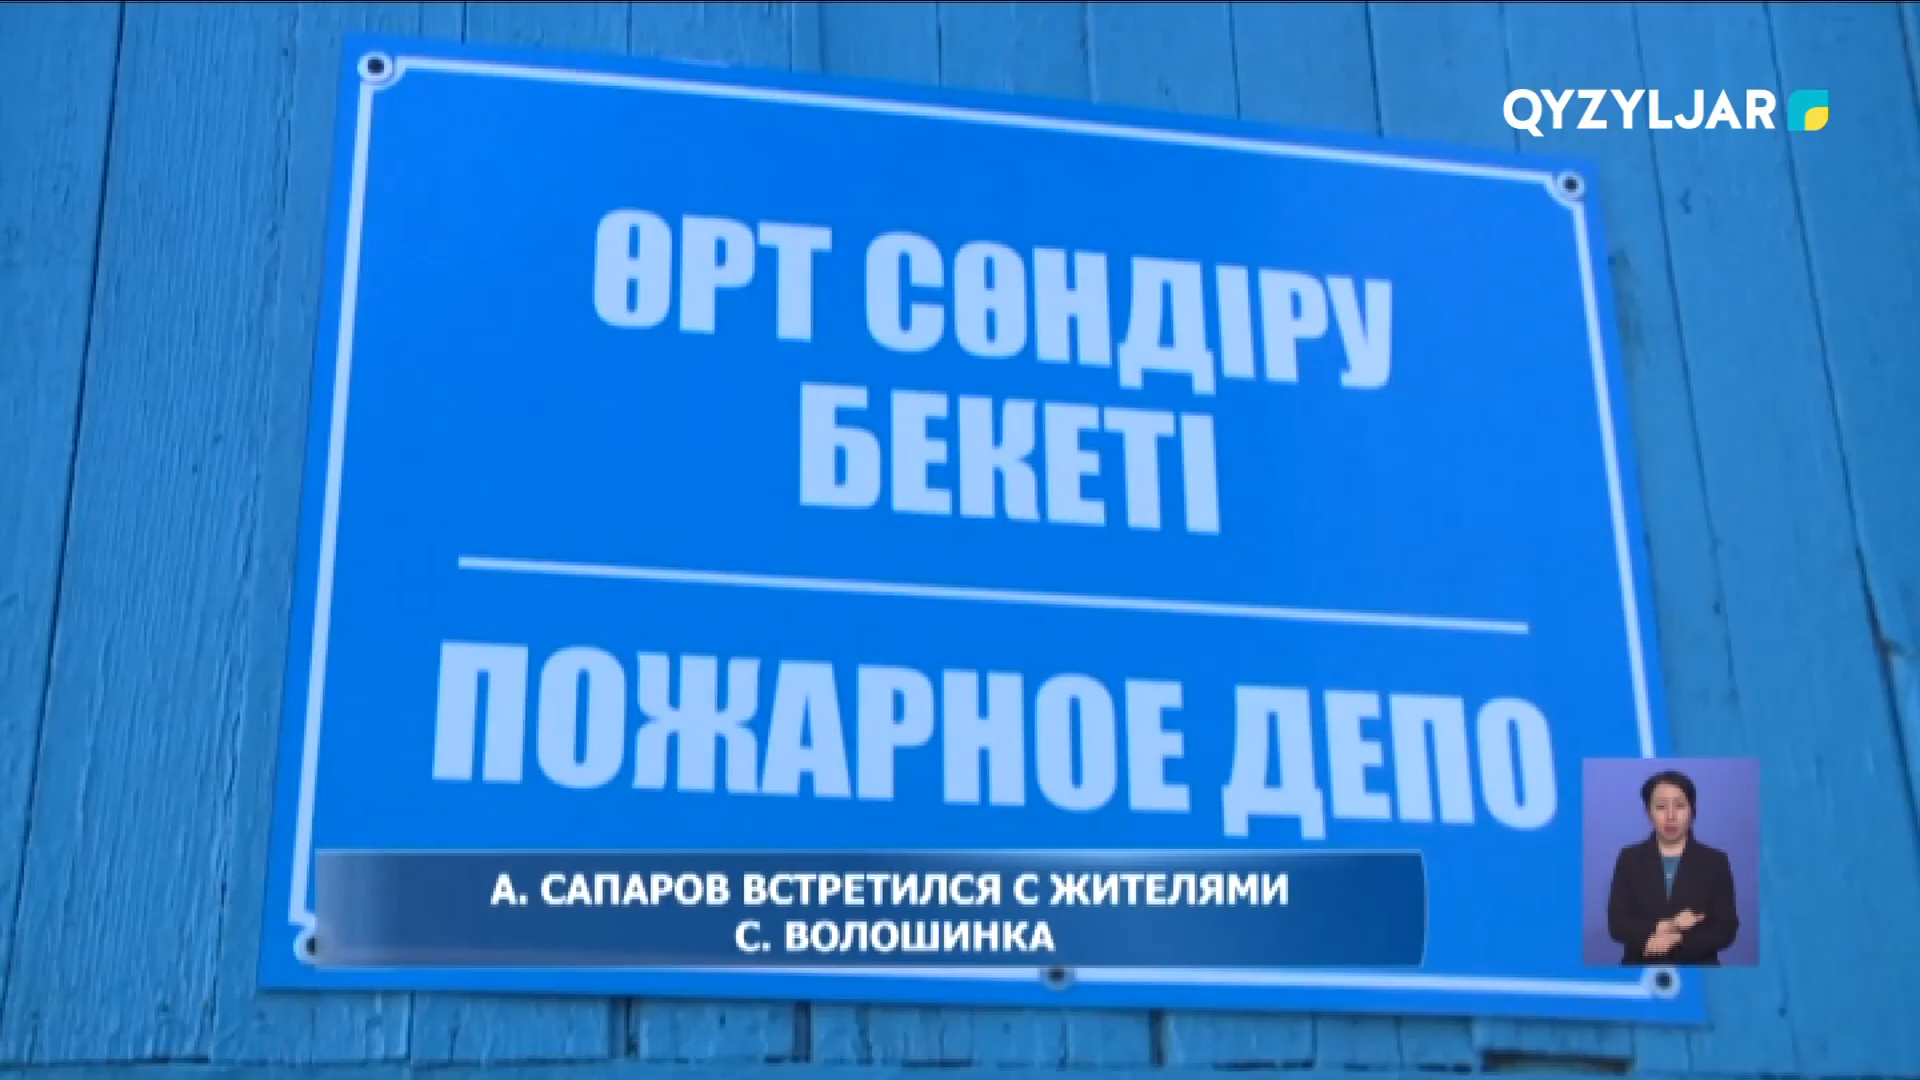 QYZYLJAR
ӨРТ СӨНДІРУ
БЕКЕТІ
ПОЖАРНОЕ ДЕПО
А. САПАРОВ ВСТРЕТИЛСЯ С ЖИТЕЛЯМИ
С. ВОЛОШИНКА